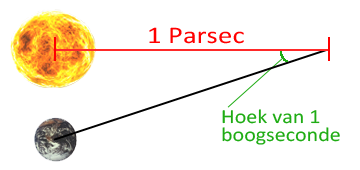 1 Parsec
Hoek van 1
boogseconde